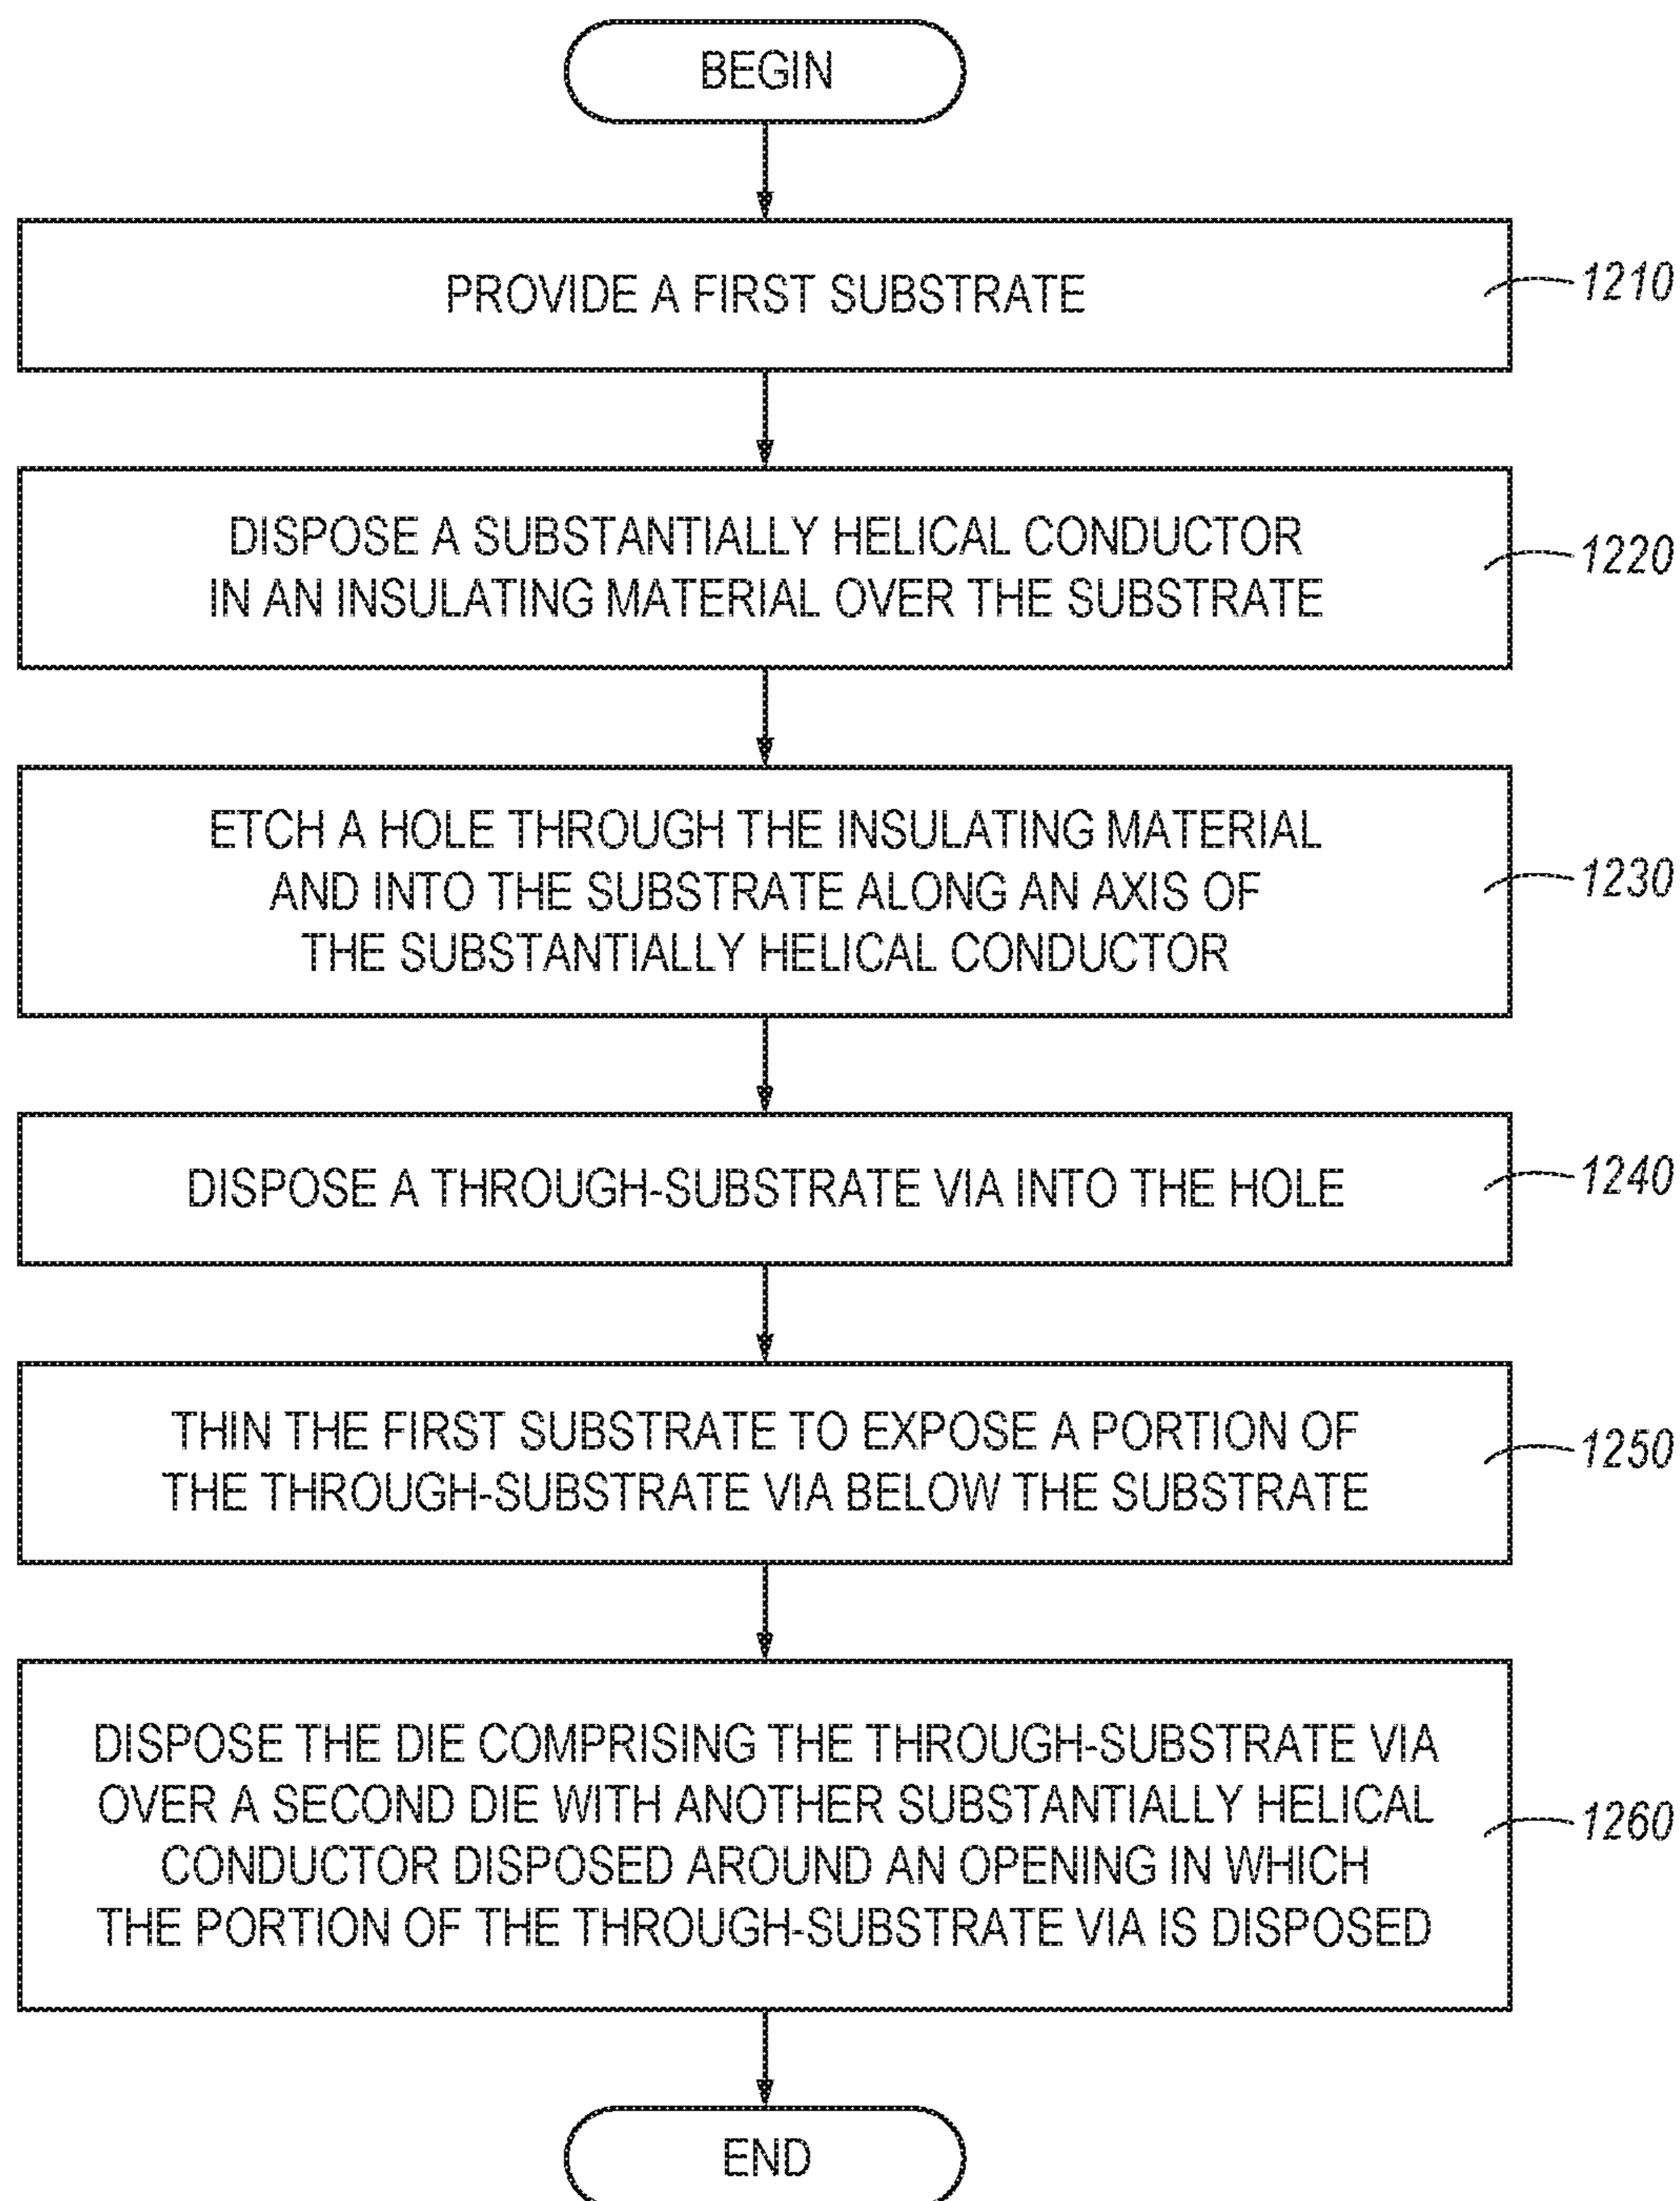 BEGIN
PROVIDE A FIRST SUBSTRATE
1210
DISPOSE A SUBSTANTIALLY HELICAL CONDUCTOR
IN AN INSULATING MATERIAL OVER THE SUBSTRATE
1220
ETCH A HOLE THROUGH THE INSULATING MATERIAL
AND INTO THE SUBSTRATE ALONG AN AXIS OF
THE SUBSTANTIALLY HELICAL CONDUCTOR
1230
DISPOSE A THROUGH-SUBSTRATE VIA INTO THE HOLE
1240
THIN THE FIRST SUBSTRATE TO EXPOSE A PORTION OF
THE THROUGH-SUBSTRATE VIA BELOW THE SUBSTRATE
1250
DISPOSE THE DIE COMPRISING THE THROUGH-SUBSTRATE VIA
OVER A SECOND DIE WITH ANOTHER SUBSTANTIALLY HELICAL
CONDUCTOR DISPOSED AROUND AN OPENING IN WHICH
THE PORTION OF THE THROUGH-SUBSTRATE VIA IS DISPOSED
1260
END